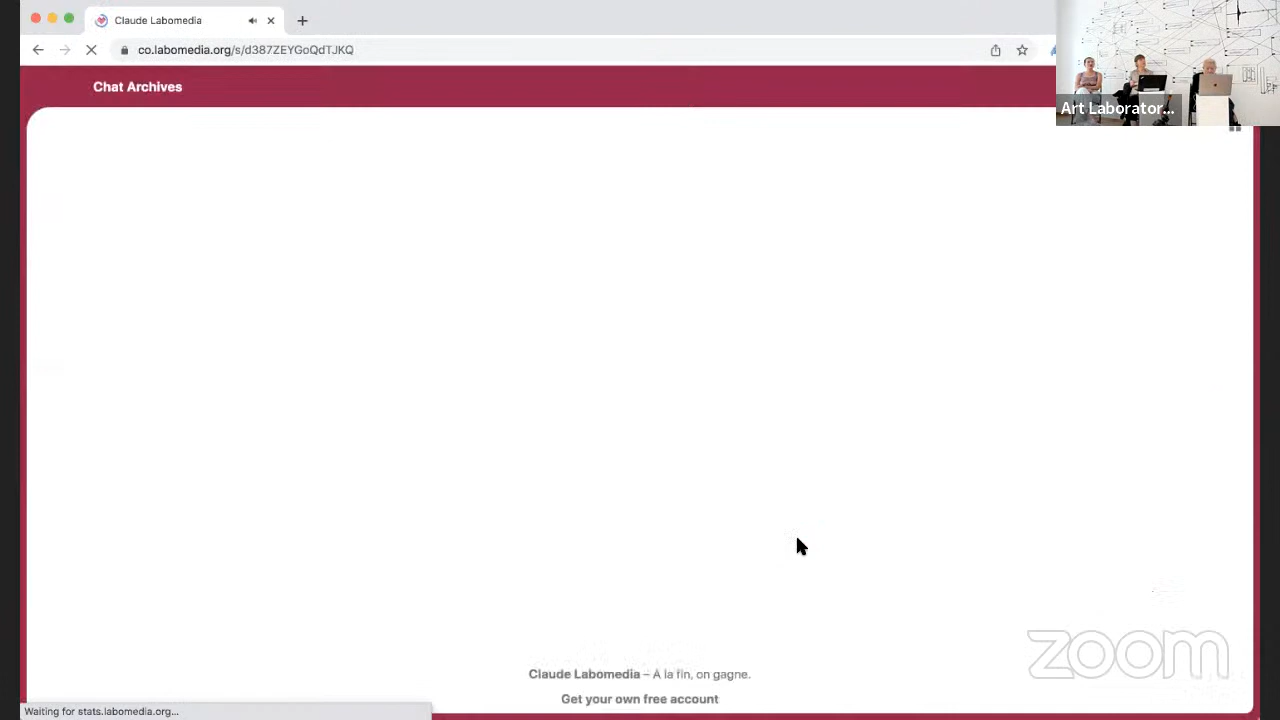 Claude Labomedia
co.labomedia.org/s/d387ZEYGoQdTJKQ
Chat Archives
Art Laborator...
zoom
Claude Labomedia – À la fin, on gagne.
Get your own free account
Waiting for stats.labomedia.org...